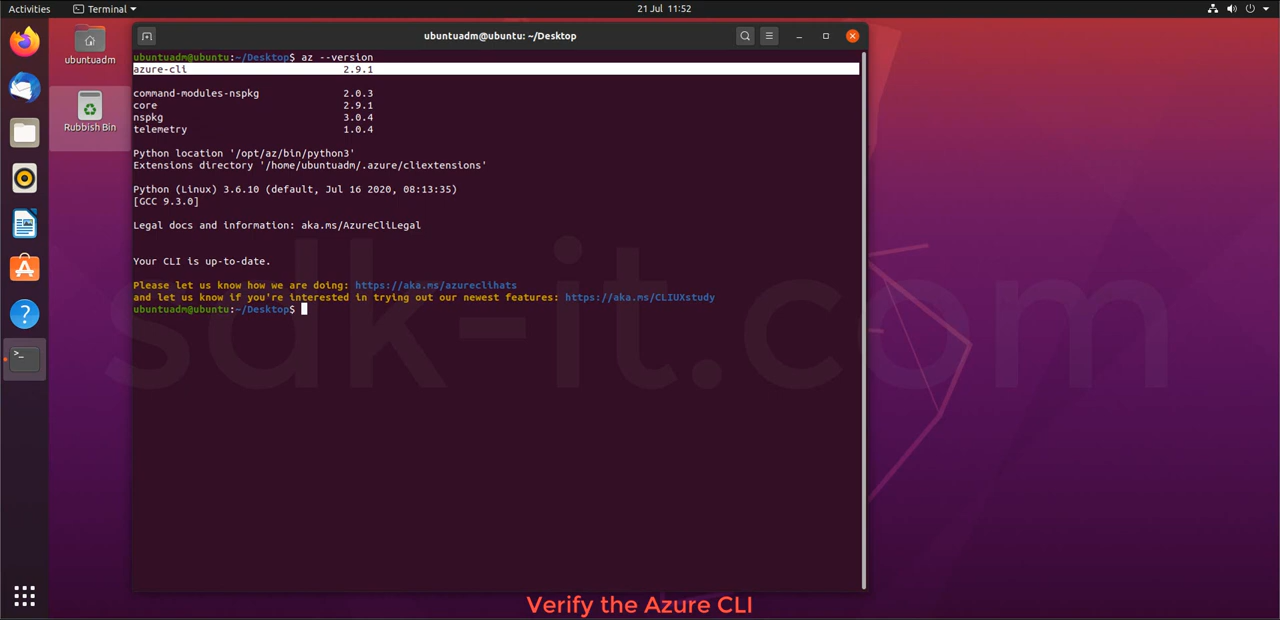 Activities
Terminal
21 Jul 11:52
ubuntuadm@ubuntu: ~/Desktop
ubuntuadm
Rubbish Bin
ubuntuadm@ubuntu:~/Desktop$ az --version
azure-cli 2.9.1
command-modules-nspkg 2.0.3
core 2.9.1
nspkg 3.0.4
telemetry 1.0.4
Python location '/opt/az/bin/python3'
Extensions directory '/home/ubuntuadm/.azure/cliextensions'
Python (Linux) 3.6.10 (default, Jul 16 2020, 08:13:35)
[GCC 9.3.0]
Legal docs and information: aka.ms/AzureCliLegal
Your CLI is up-to-date.
Please let us know how we are doing: https://aka.ms/azureclihats
and let us know if you're interested in trying out our newest features: https://aka.ms/CLIUXstudy
ubuntuadm@ubuntu:~/Desktop$
sdk-it.com
Verify the Azure CLI